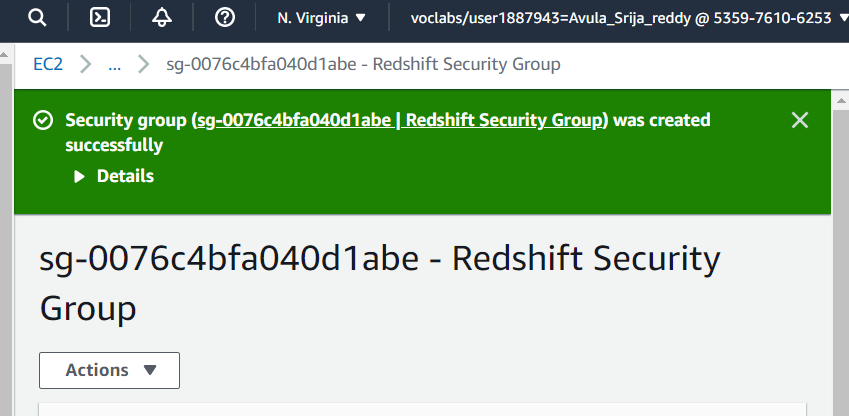 N. Virginia ▼ voclabs/user1887943=Avula_Srija_reddy @ 5359-7610-6253 ▼
EC2 > ... > sg-0076c4bfa040d1abe - Redshift Security Group
Security group (sg-0076c4bfa040d1abe | Redshift Security Group) was created
successfully
▶ Details
sg-0076c4bfa040d1abe - Redshift Security
Group
Actions ▼